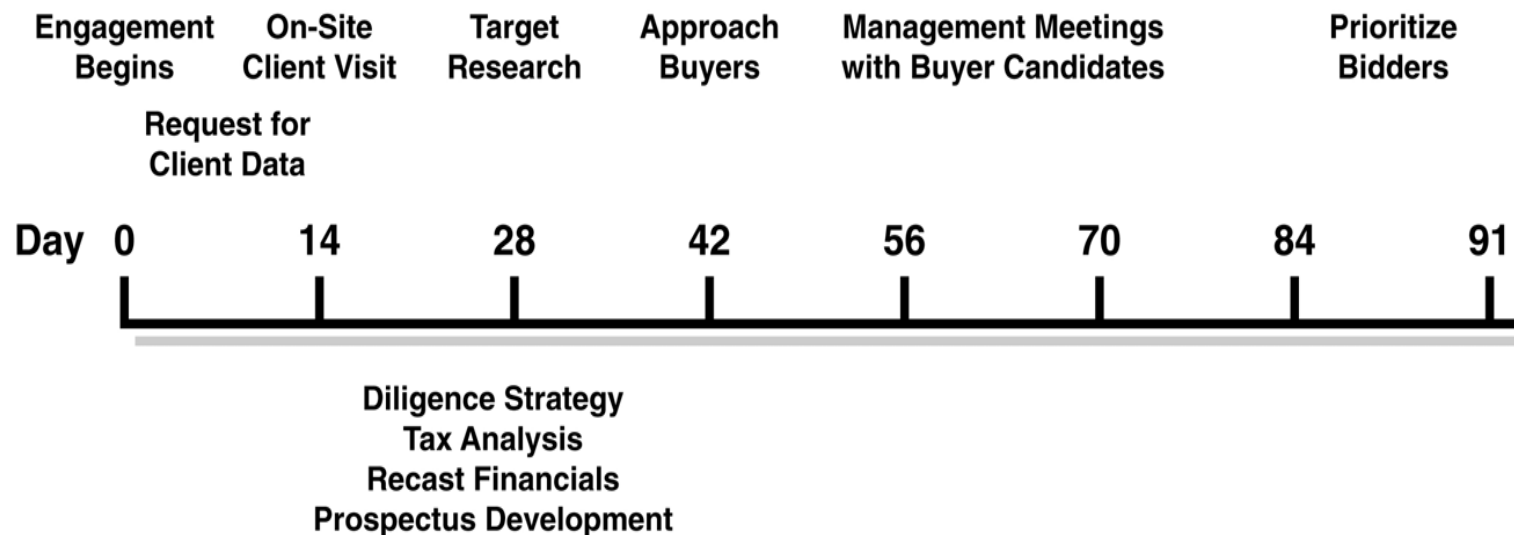 Engagement Begins
On-Site Client Visit
Target Research
Approach Buyers
Management Meetings with Buyer Candidates
Prioritize Bidders
Request for
Client Data
Day 0 14 28 42 56 70 84 91
Diligence Strategy
Tax Analysis
Recast Financials
Prospectus Development